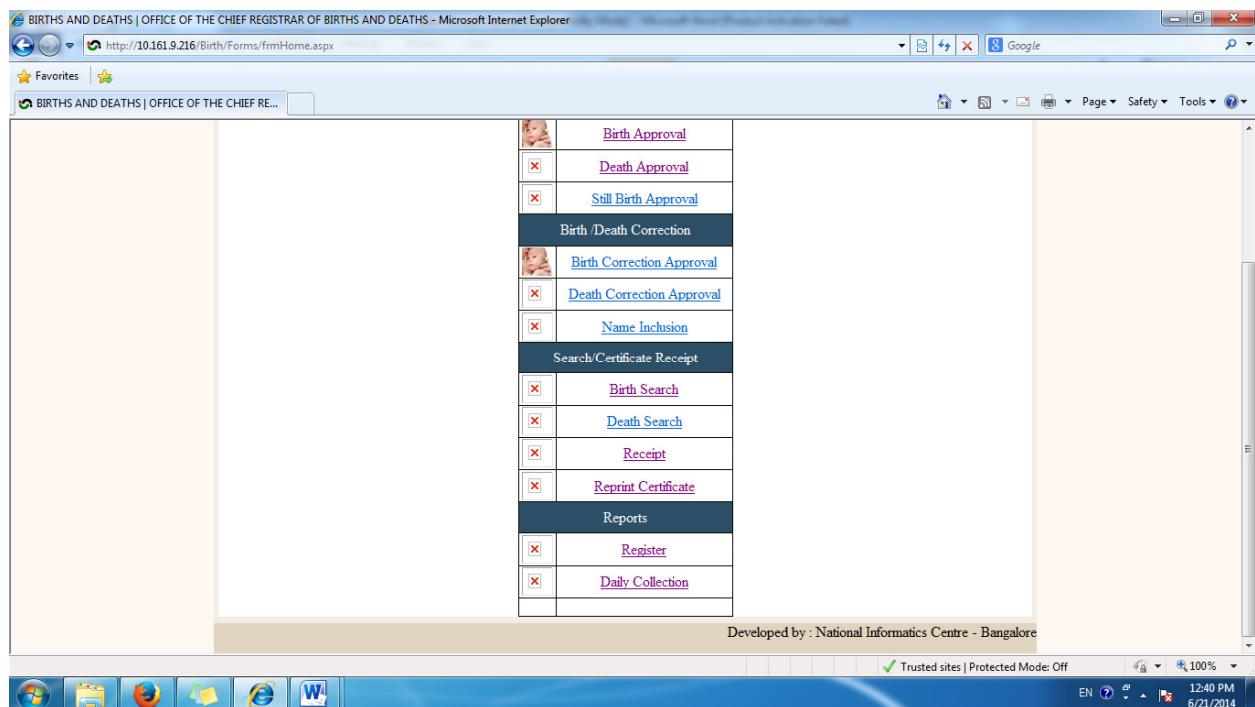 BIRTHS AND DEATHS | OFFICE OF THE CHIEF REGISTRAR OF BIRTHS AND DEATHS - Microsoft Internet Explorer
http://10.161.9.216/Birth/Forms/frmHome.aspx
Google
Favorites
BIRTHS AND DEATHS | OFFICE OF THE CHIEF RE...
Page Safety Tools
Birth Approval
Death Approval
Still Birth Approval
Birth /Death Correction
Birth Correction Approval
Death Correction Approval
Name Inclusion
Search/Certificate Receipt
Birth Search
Death Search
Receipt
Reprint Certificate
Reports
Register
Daily Collection
Developed by : National Informatics Centre - Bangalore
Trusted sites | Protected Mode: Off
100%
EN
12:40 PM
6/21/2014